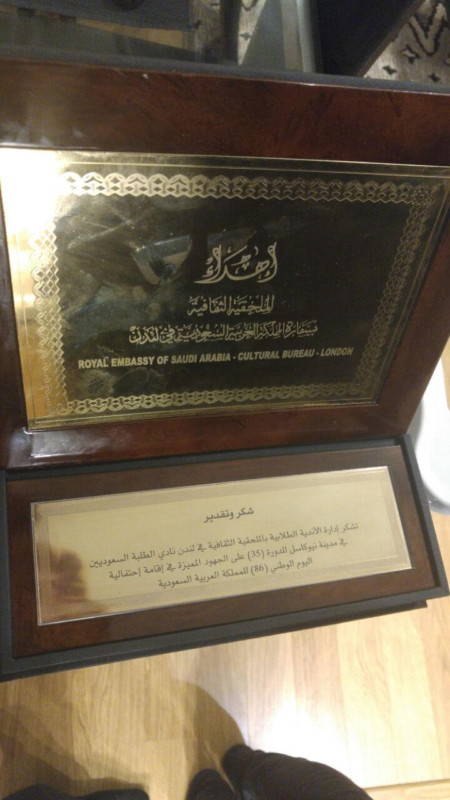 إهداء
الملحقية الثقافية
بسفارة المملكة العربية السعودية في لندن
ROYAL EMBASSY OF SAUDI ARABIA - CULTURAL BUREAU - LONDON
شكر وتقدير
تشكر إدارة الأندية الطلابية بالملحقية الثقافية في لندن نادي الطلبة السعوديين
في مدينة نيوكاسل للدورة (35) على الجهود المميزة في إقامة إحتفالية
اليوم الوطني (86) للمملكة العربية السعودية